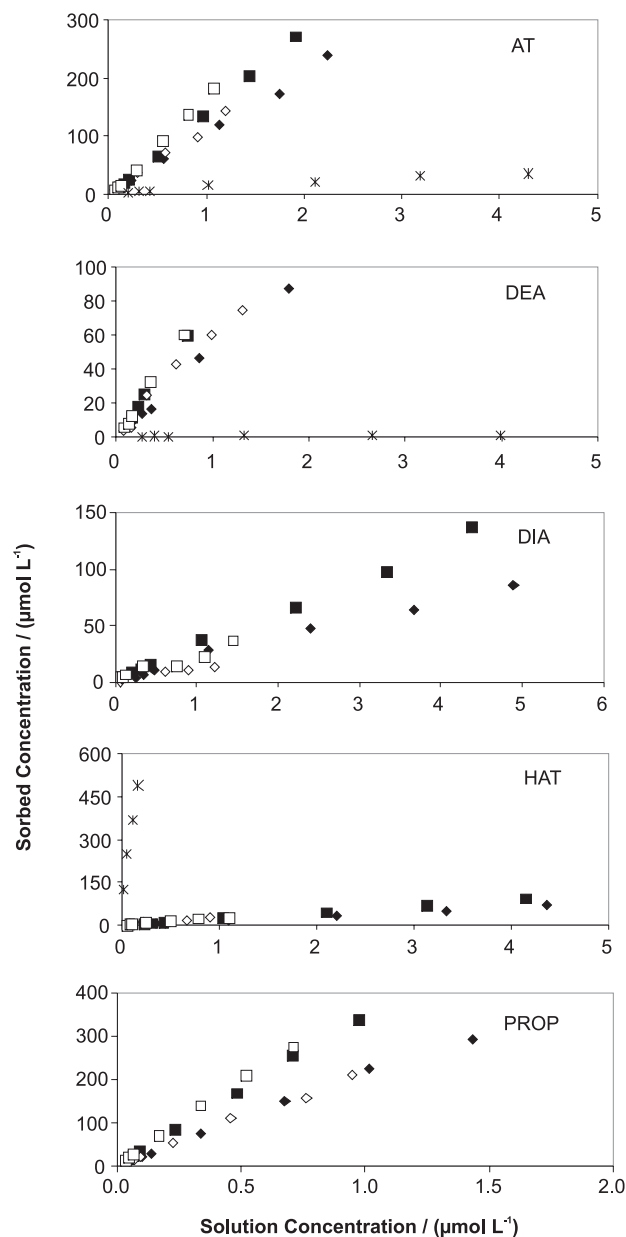 300
AT
200
100
0
0 1 2 3 4 5
100
DEA
80
60
40
20
0
0 1 2 3 4 5
150
DIA
100
50
0
0 1 2 3 4 5 6
600
HAT
450
300
150
0
0 1 2 3 4 5
400
PROP
300
200
100
0
0.0 0.5 1.0 1.5 2.0
Sorbed Concentration / (µmol L⁻¹)
Solution Concentration / (µmol L⁻¹)